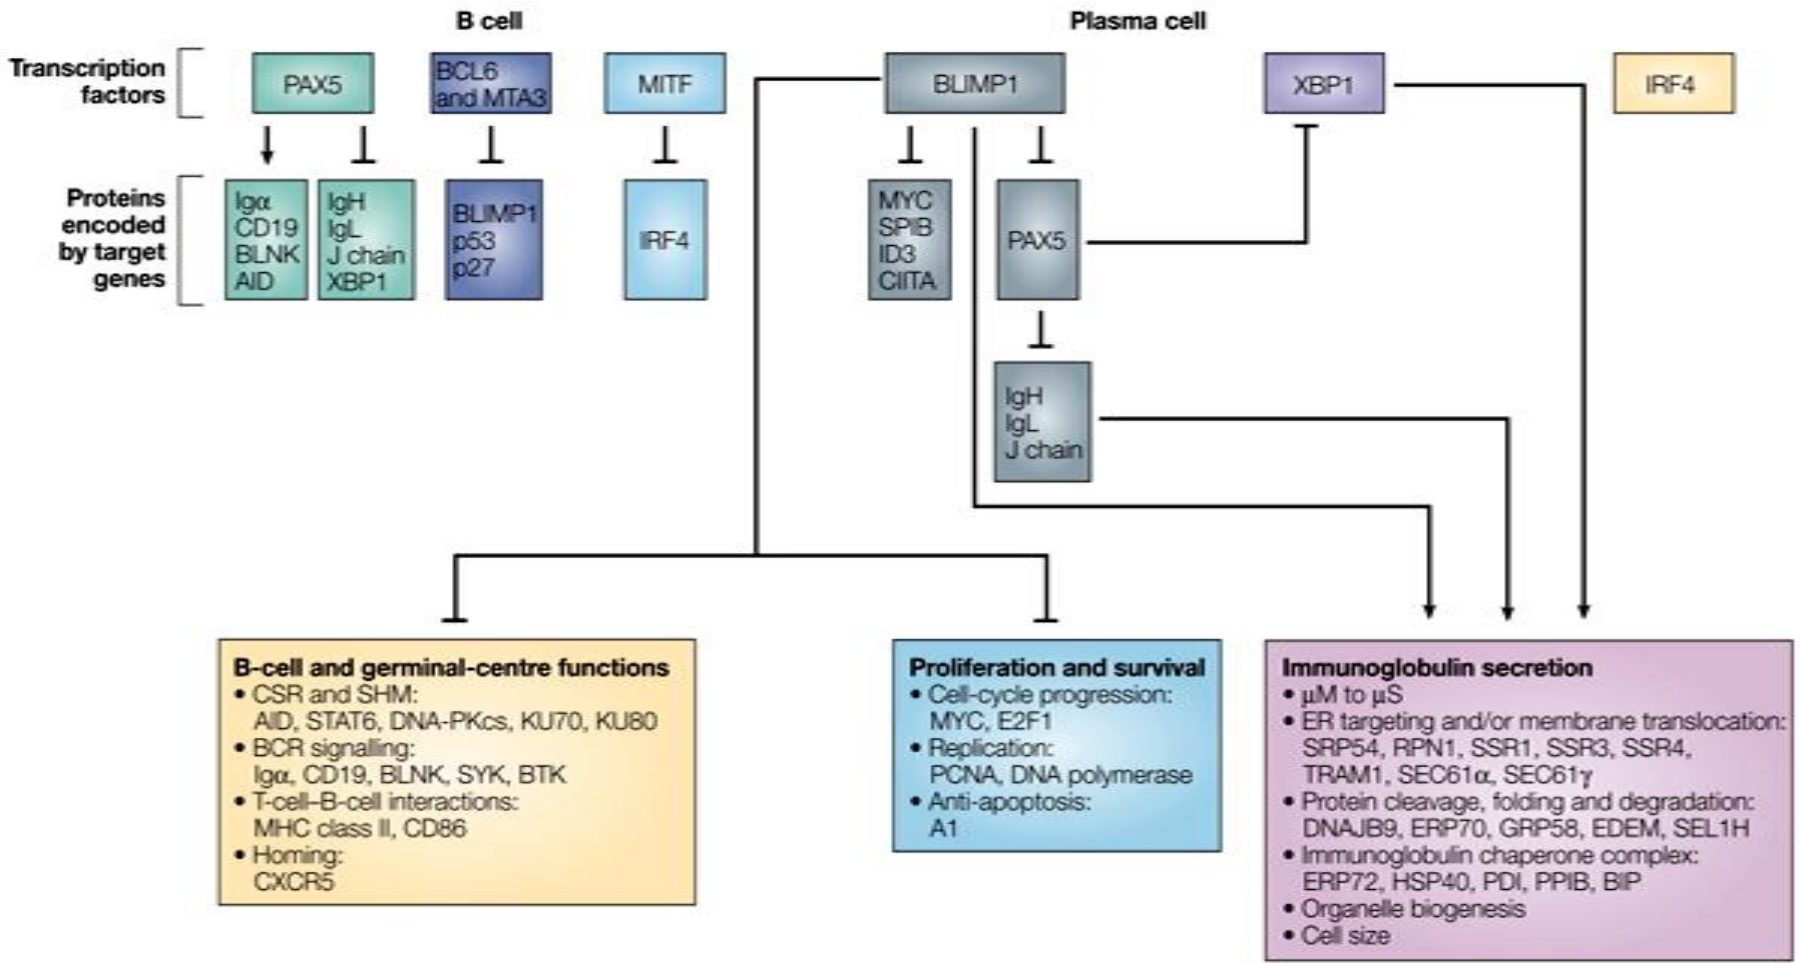 B cell
Plasma cell
Transcription
factors
PAX5
BCL6
and MTA3
MITF
BLIMP1
XBP1
IRF4
Proteins
encoded
by target
genes
Igα
CD19
BLNK
AID
IgH
IgL
J chain
XBP1
BLIMP1
p53
p27
IRF4
MYC
SPIB
ID3
CIITA
PAX5
IgH
IgL
J chain
B-cell and germinal-centre functions
• CSR and SHM:
AID, STAT6, DNA-PKcs, KU70, KU80
• BCR signalling:
Igα, CD19, BLNK, SYK, BTK
• T-cell–B-cell interactions:
MHC class II, CD86
• Homing:
CXCR5
Proliferation and survival
• Cell-cycle progression:
MYC, E2F1
• Replication:
PCNA, DNA polymerase
• Anti-apoptosis:
A1
Immunoglobulin secretion
• μM to μS
• ER targeting and/or membrane translocation:
SRP54, RPN1, SSR1, SSR3, SSR4,
TRAM1, SEC61α, SEC61γ
• Protein cleavage, folding and degradation:
DNAJB9, ERP70, GRP58, EDEM, SEL1H
• Immunoglobulin chaperone complex:
ERP72, HSP40, PDI, PPIB, BIP
• Organelle biogenesis
• Cell size